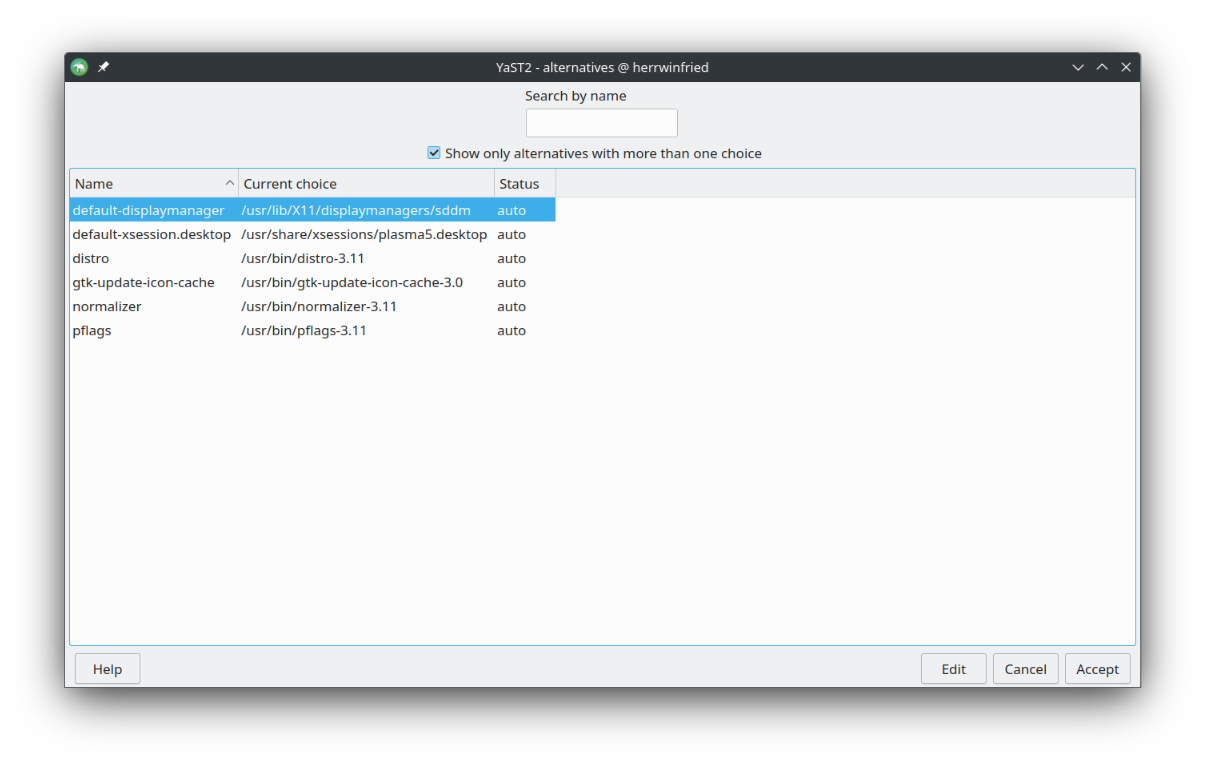 YaST2 - alternatives @ herrwinfried
Search by name
Show only alternatives with more than one choice
Name Current choice Status
default-displaymanager /usr/lib/X11/displaymanagers/sddm auto
default-xsession.desktop /usr/share/xsessions/plasma5.desktop auto
distro /usr/bin/distro-3.11 auto
gtk-update-icon-cache /usr/bin/gtk-update-icon-cache-3.0 auto
normalizer /usr/bin/normalizer-3.11 auto
pflags /usr/bin/pflags-3.11 auto
Help Edit Cancel Accept